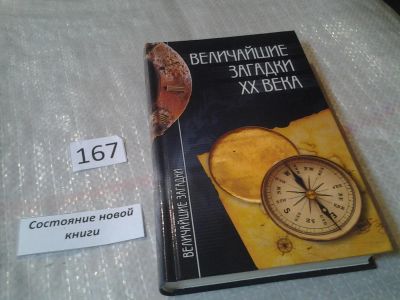 ВЕЛИЧАЙШИЕ
ЗАГАДКИ
XX ВЕКА
ВЕЛИЧАЙШИЕ ЗАГАДКИ
167
Состояние новой
книги